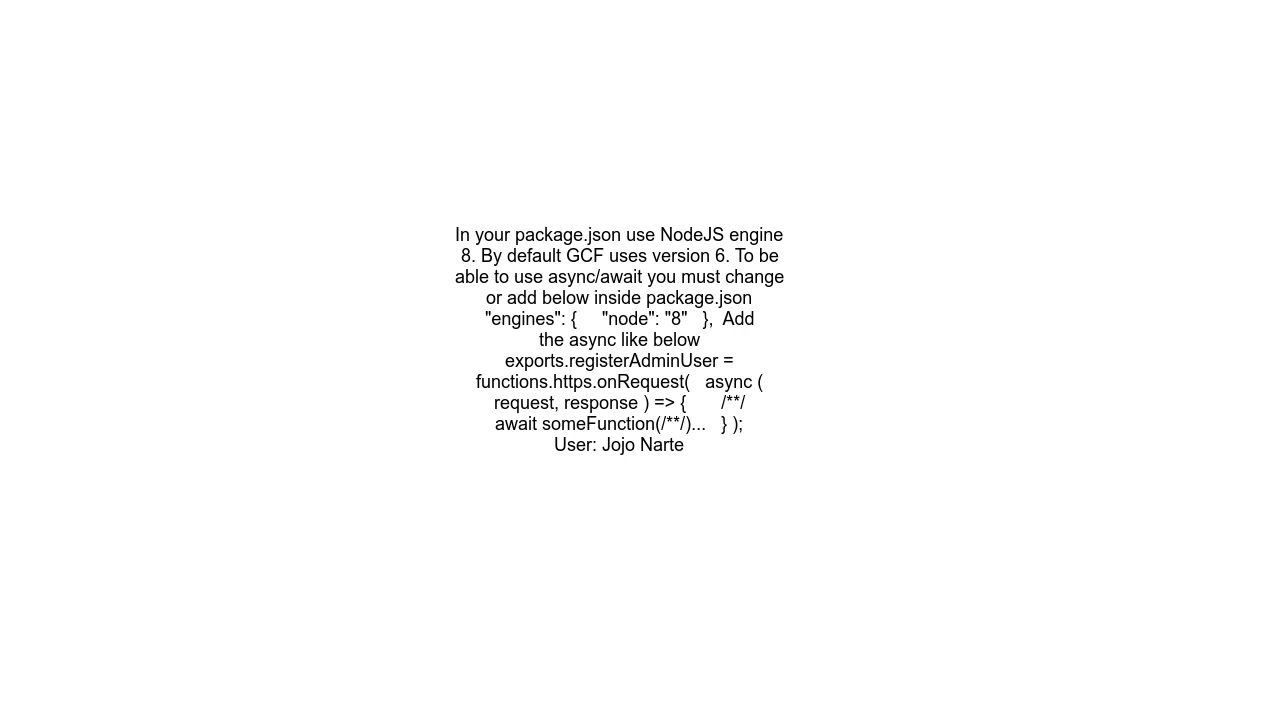 In your package.json use NodeJS engine
8. By default GCF uses version 6. To be
able to use async/await you must change
or add below inside package.json
"engines": {     "node": "8"   },  Add
the async like below
exports.registerAdminUser =
functions.https.onRequest(   async (
request, response ) => {       /**/
await someFunction(/**/)...   } );
User: Jojo Narte